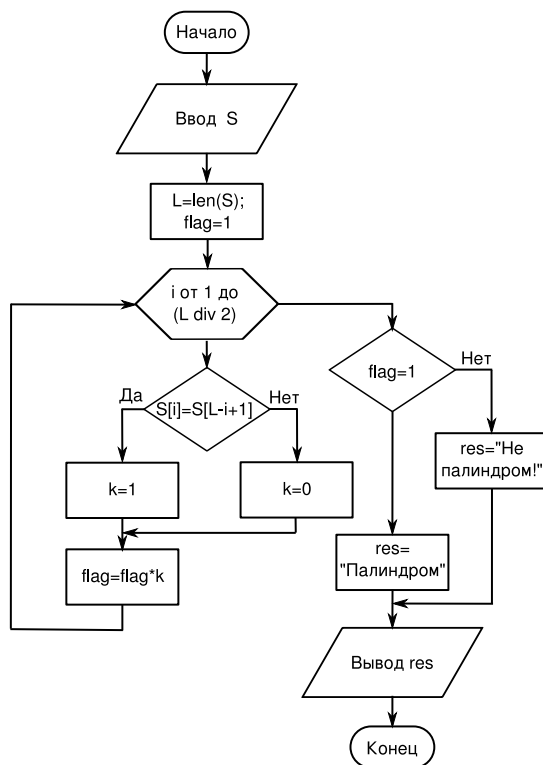 Начало
Ввод S
L=len(S);
flag=1
i от 1 до
(L div 2)
flag=1
Нет
Да
S[i]=S[L-i+1]
Нет
res="Не
палиндром!"
k=1
k=0
res=
"Палиндром"
flag=flag*k
Вывод res
Конец